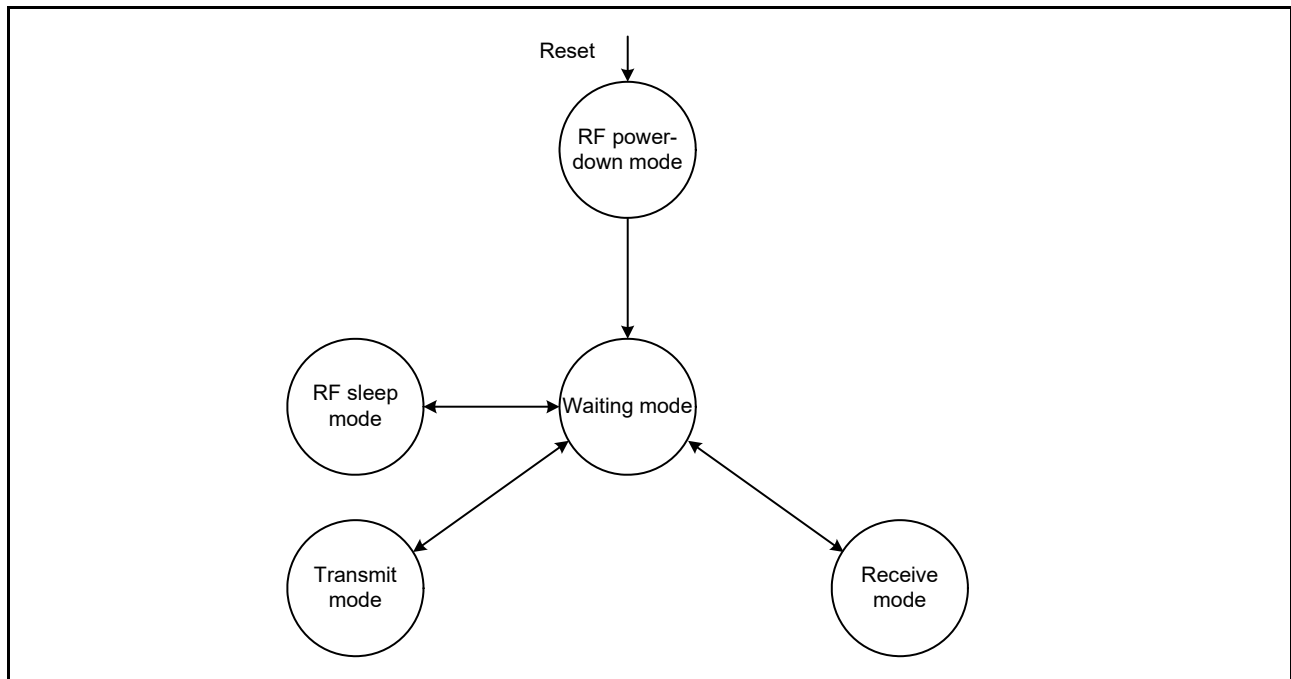 Reset
RF power-
down mode
RF sleep
mode
Waiting mode
Transmit
mode
Receive
mode